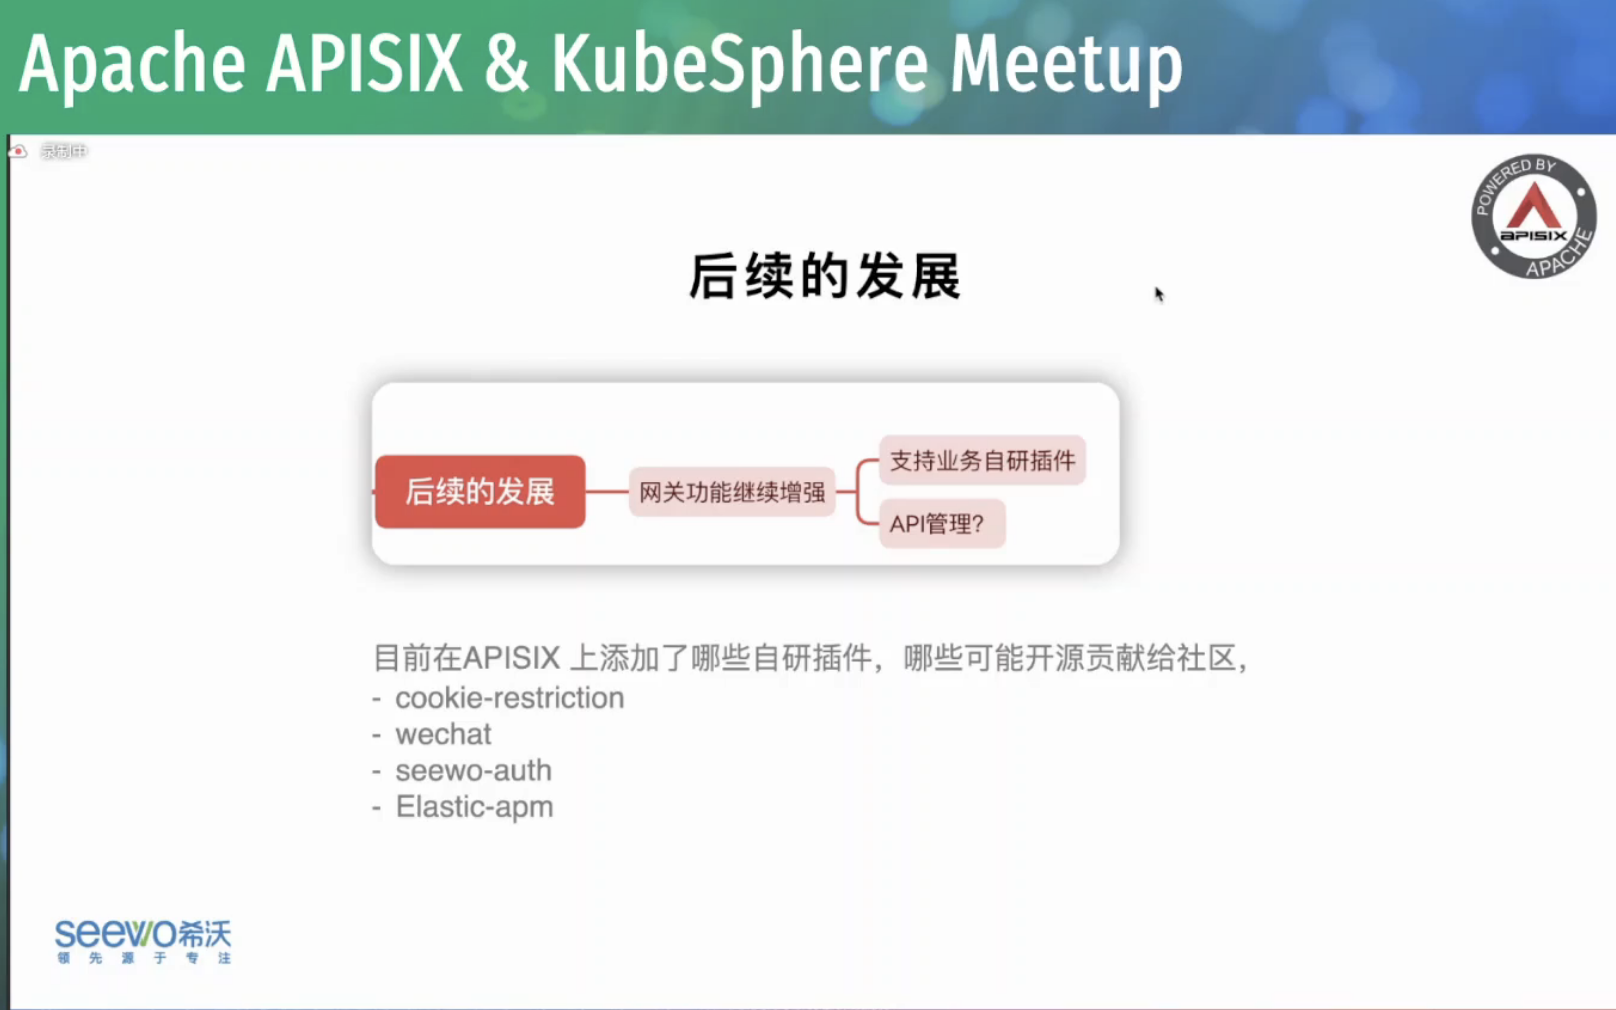 Apache APISIX & KubeSphere Meetup
录制中
POWERED BY
APISIX
APACHE
后续的发展
后续的发展
网关功能继续增强
支持业务自研插件
API管理?
目前在APISIX 上添加了哪些自研插件，哪些可能开源贡献给社区，
- cookie-restriction
- wechat
- seewo-auth
- Elastic-apm
seewo希沃
领先源于专注